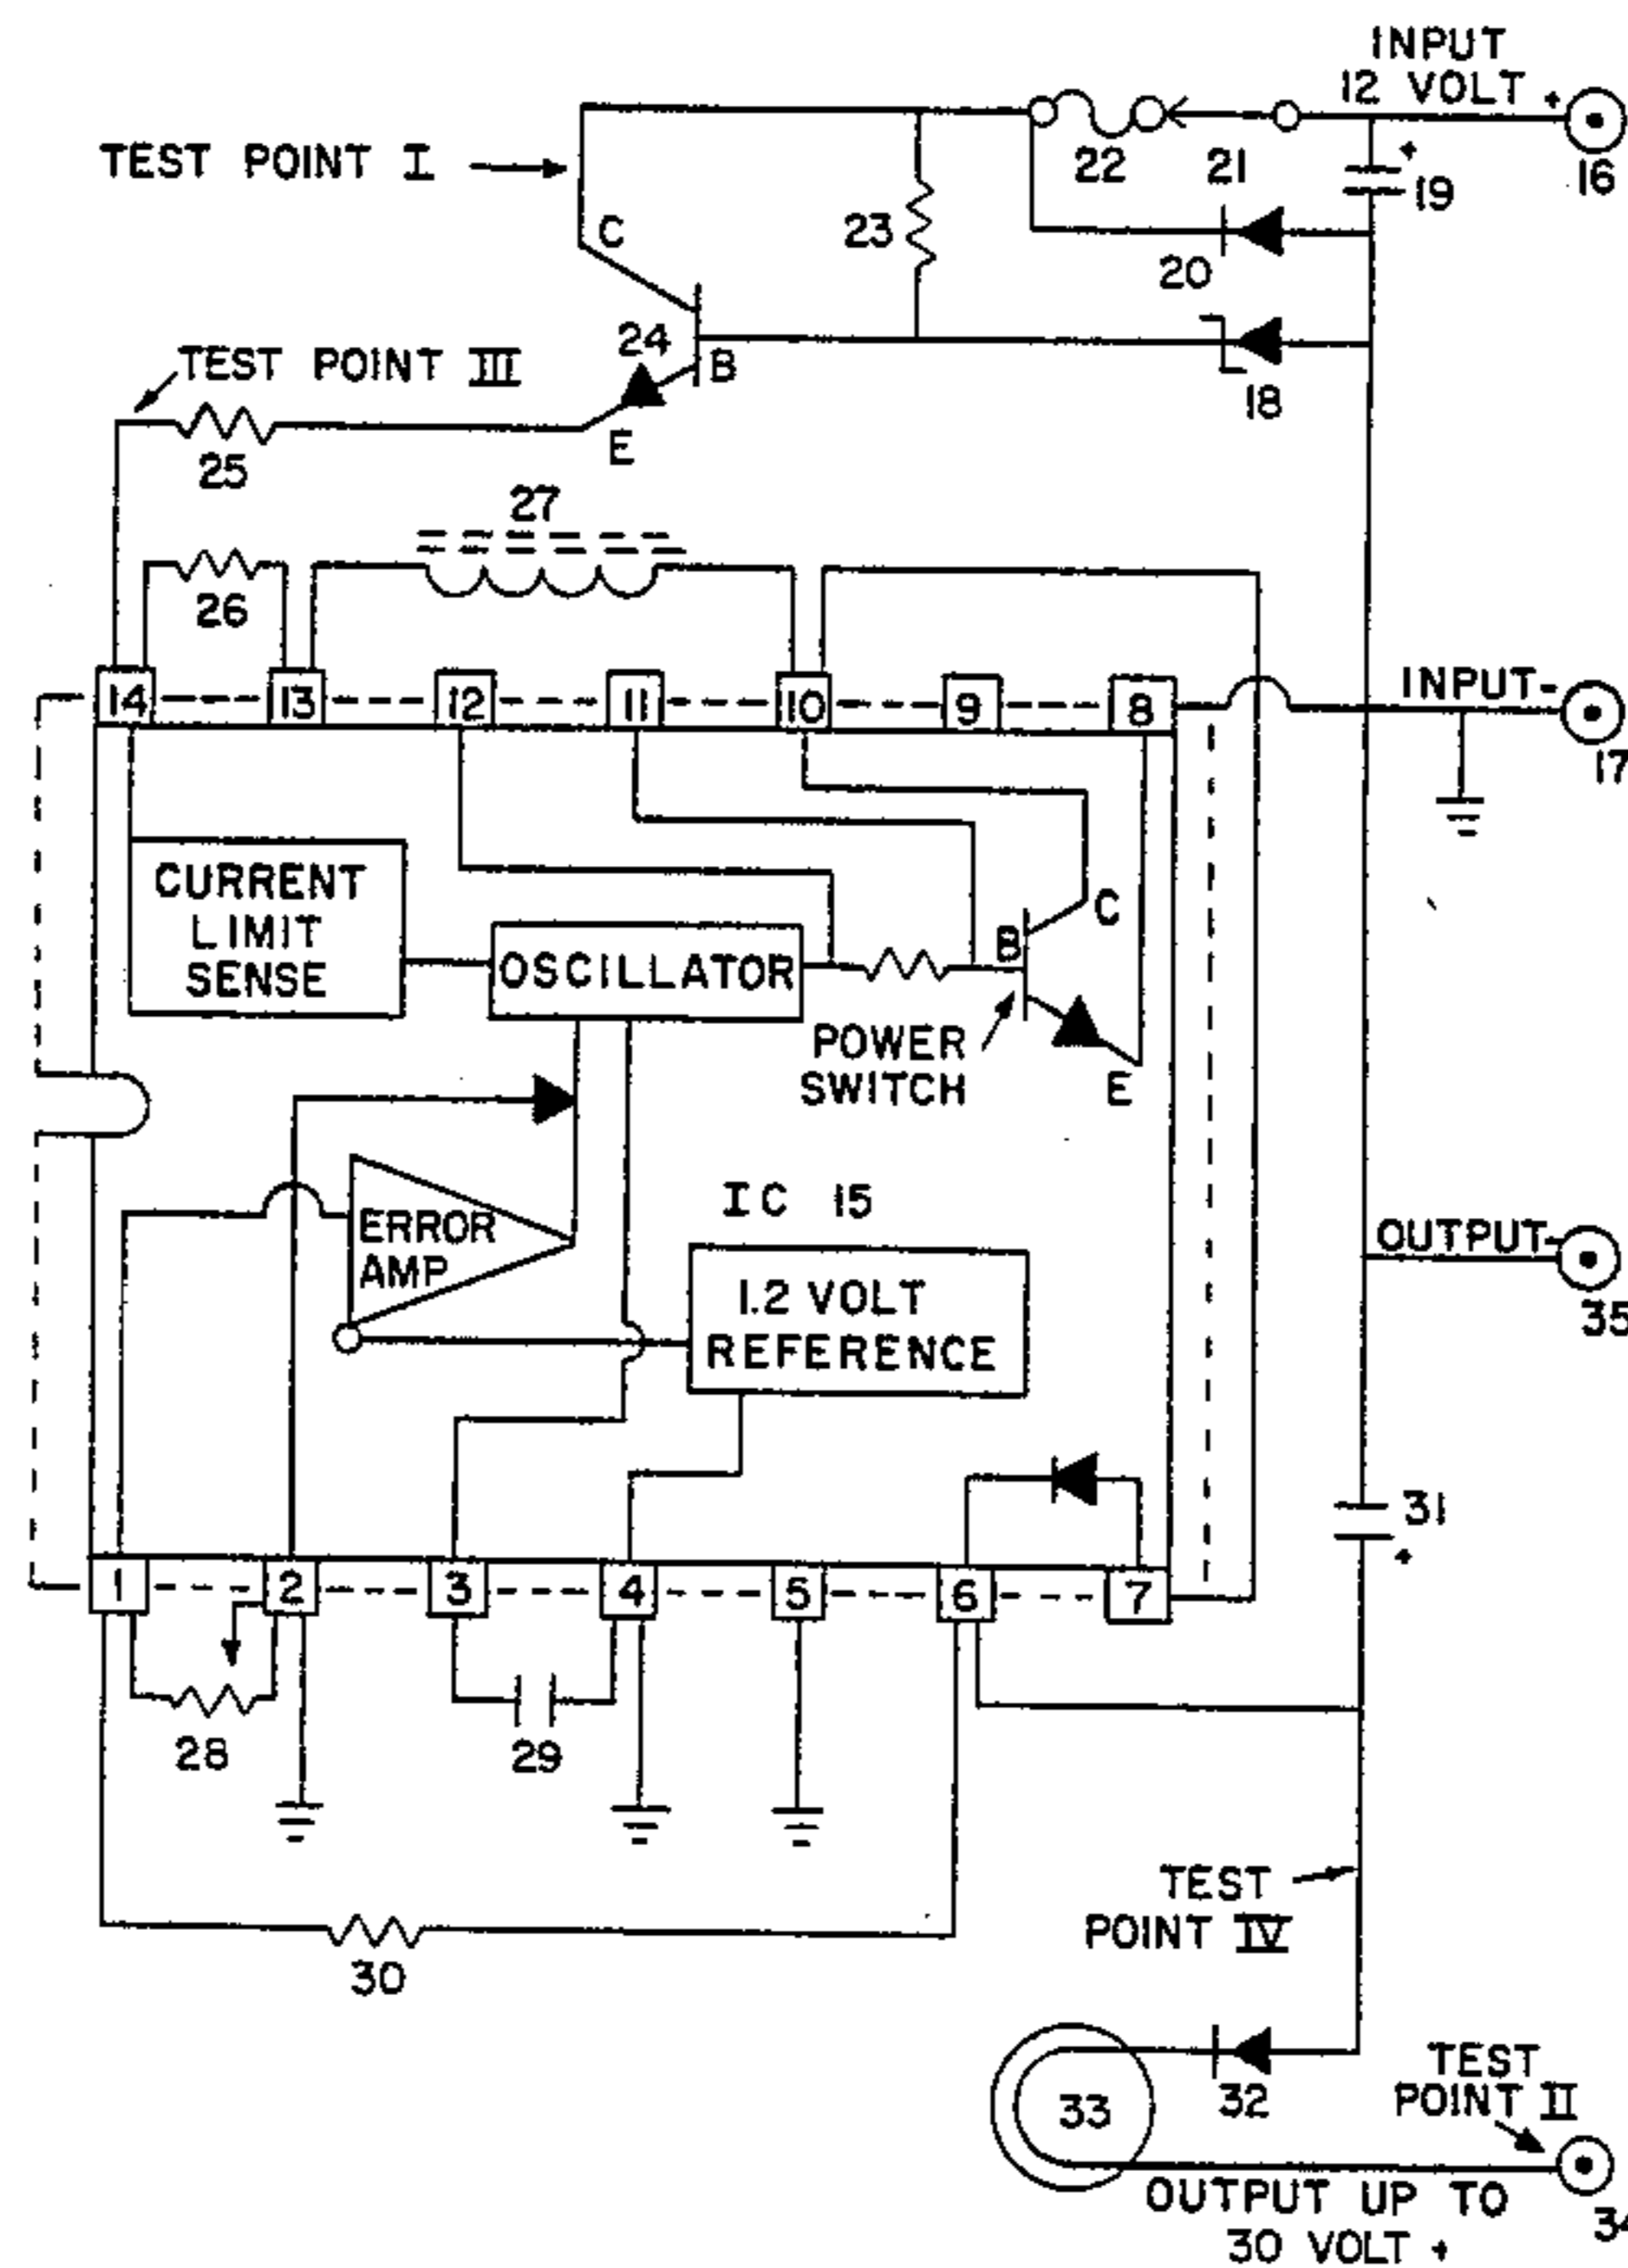 INPUT
12 VOLT +
16
TEST POINT I
22
21
+
19
C
23
20
24
B
18
TEST POINT III
E
25
27
26
14
13
12
11
10
9
8
INPUT-
17
CURRENT
LIMIT
SENSE
OSCILLATOR
B
C
POWER
SWITCH
E
IC 15
ERROR
AMP
1.2 VOLT
REFERENCE
OUTPUT-
35
31
+
1
2
3
4
5
6
7
28
29
30
TEST
POINT IV
32
33
TEST
POINT II
OUTPUT UP TO
30 VOLT +
34